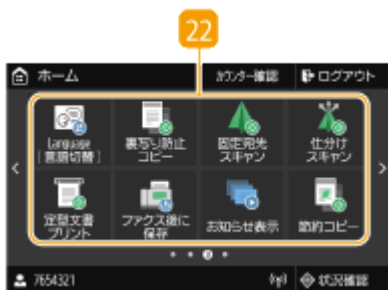 22
ホーム
カウンター確認
ログアウト
Language
[言語切替]
裏写り防止
コピー
固定宛先
スキャン
仕分け
スキャン
定型文書
プリント
ファクス後に
保存
お知らせ表示
節約コピー
7654321
状況確認